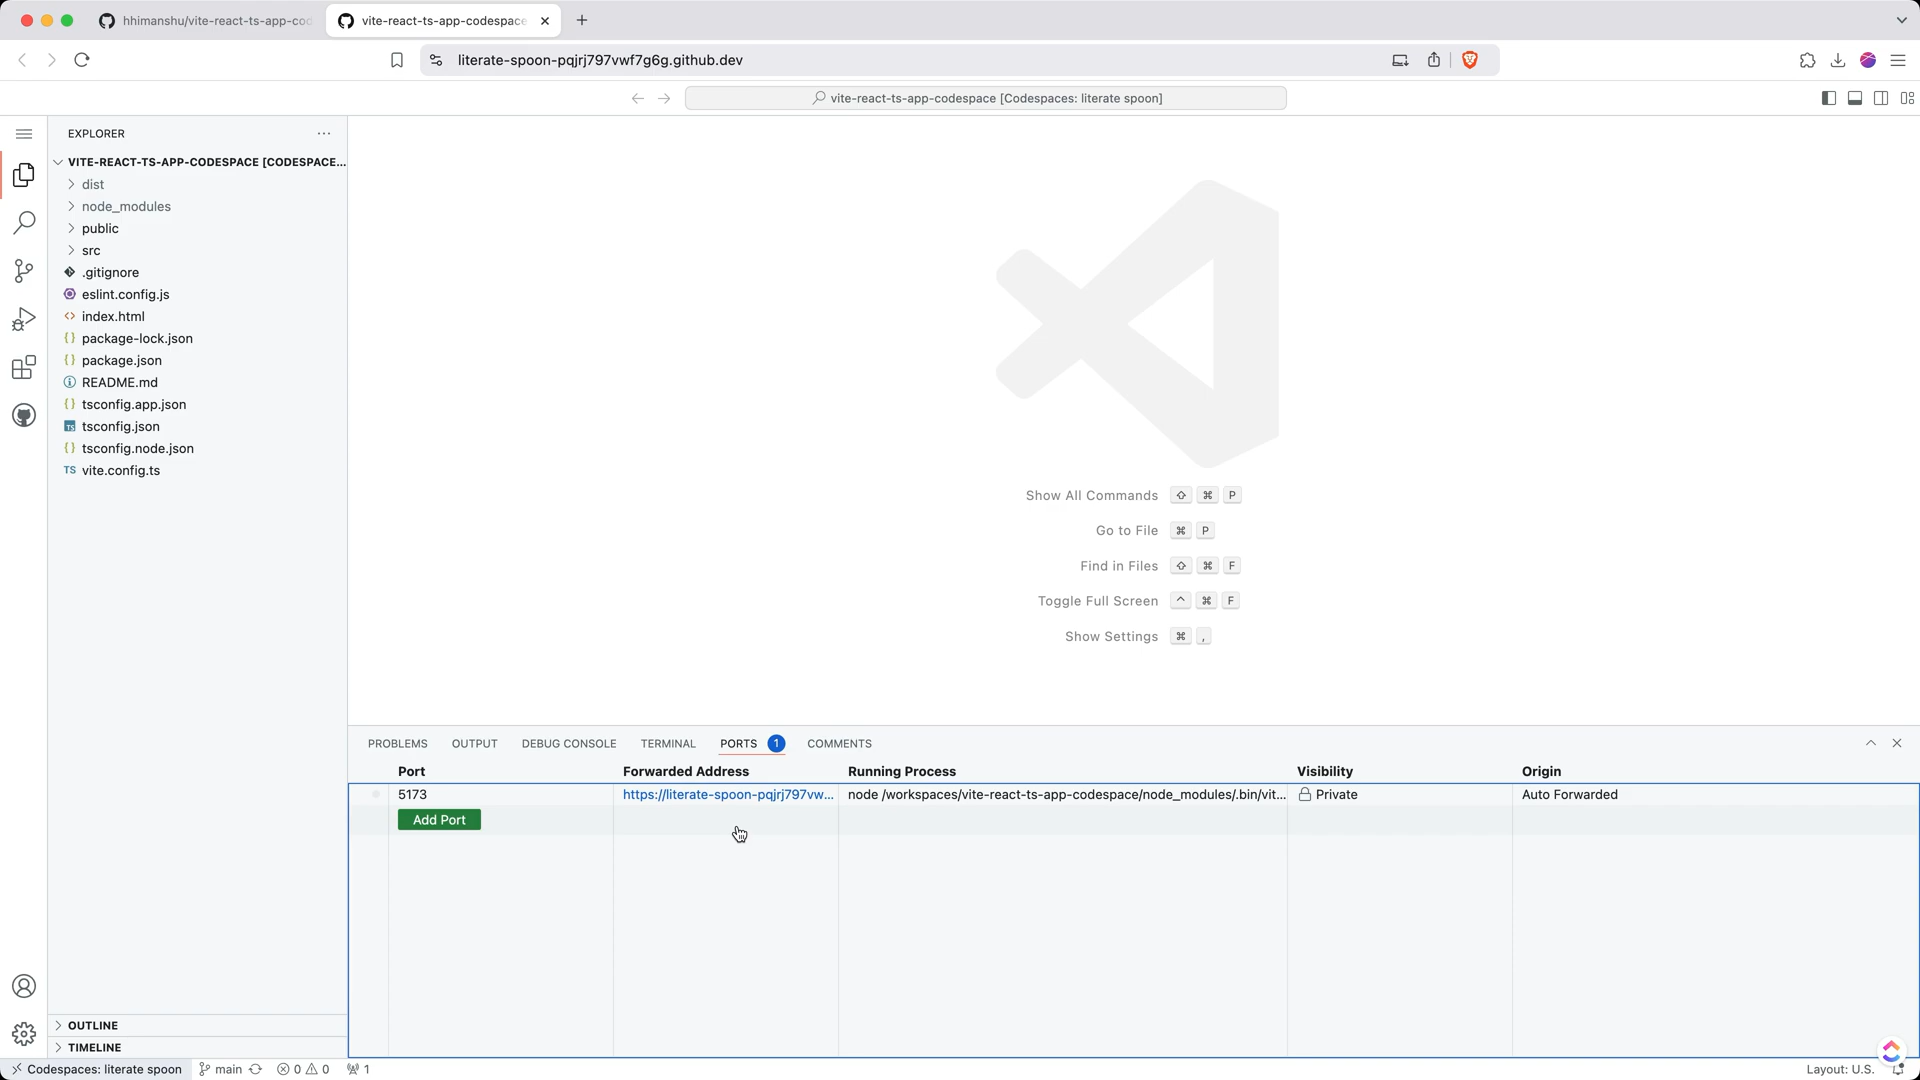 hhimanshu/vite-react-ts-app-cod
vite-react-ts-app-codespace
literate-spoon-pqjrj797vwf7g6g.github.dev
vite-react-ts-app-codespace [Codespaces: literate spoon]
EXPLORER
VITE-REACT-TS-APP-CODESPACE [CODESPACE...
dist
node_modules
public
src
.gitignore
eslint.config.js
index.html
package-lock.json
package.json
README.md
tsconfig.app.json
TS tsconfig.json
tsconfig.node.json
TS vite.config.ts
Show All Commands ⇧ ⌘ P
Go to File ⌘ P
Find in Files ⇧ ⌘ F
Toggle Full Screen ^ ⌘ F
Show Settings ⌘ ,
PROBLEMS OUTPUT DEBUG CONSOLE TERMINAL PORTS 1 COMMENTS
Port Forwarded Address Running Process Visibility Origin
5173 https://literate-spoon-pqjrj797vw... node /workspaces/vite-react-ts-app-codespace/node_modules/.bin/vit... Private Auto Forwarded
Add Port
OUTLINE
TIMELINE
Codespaces: literate spoon main 0 0 1 Layout: U.S.